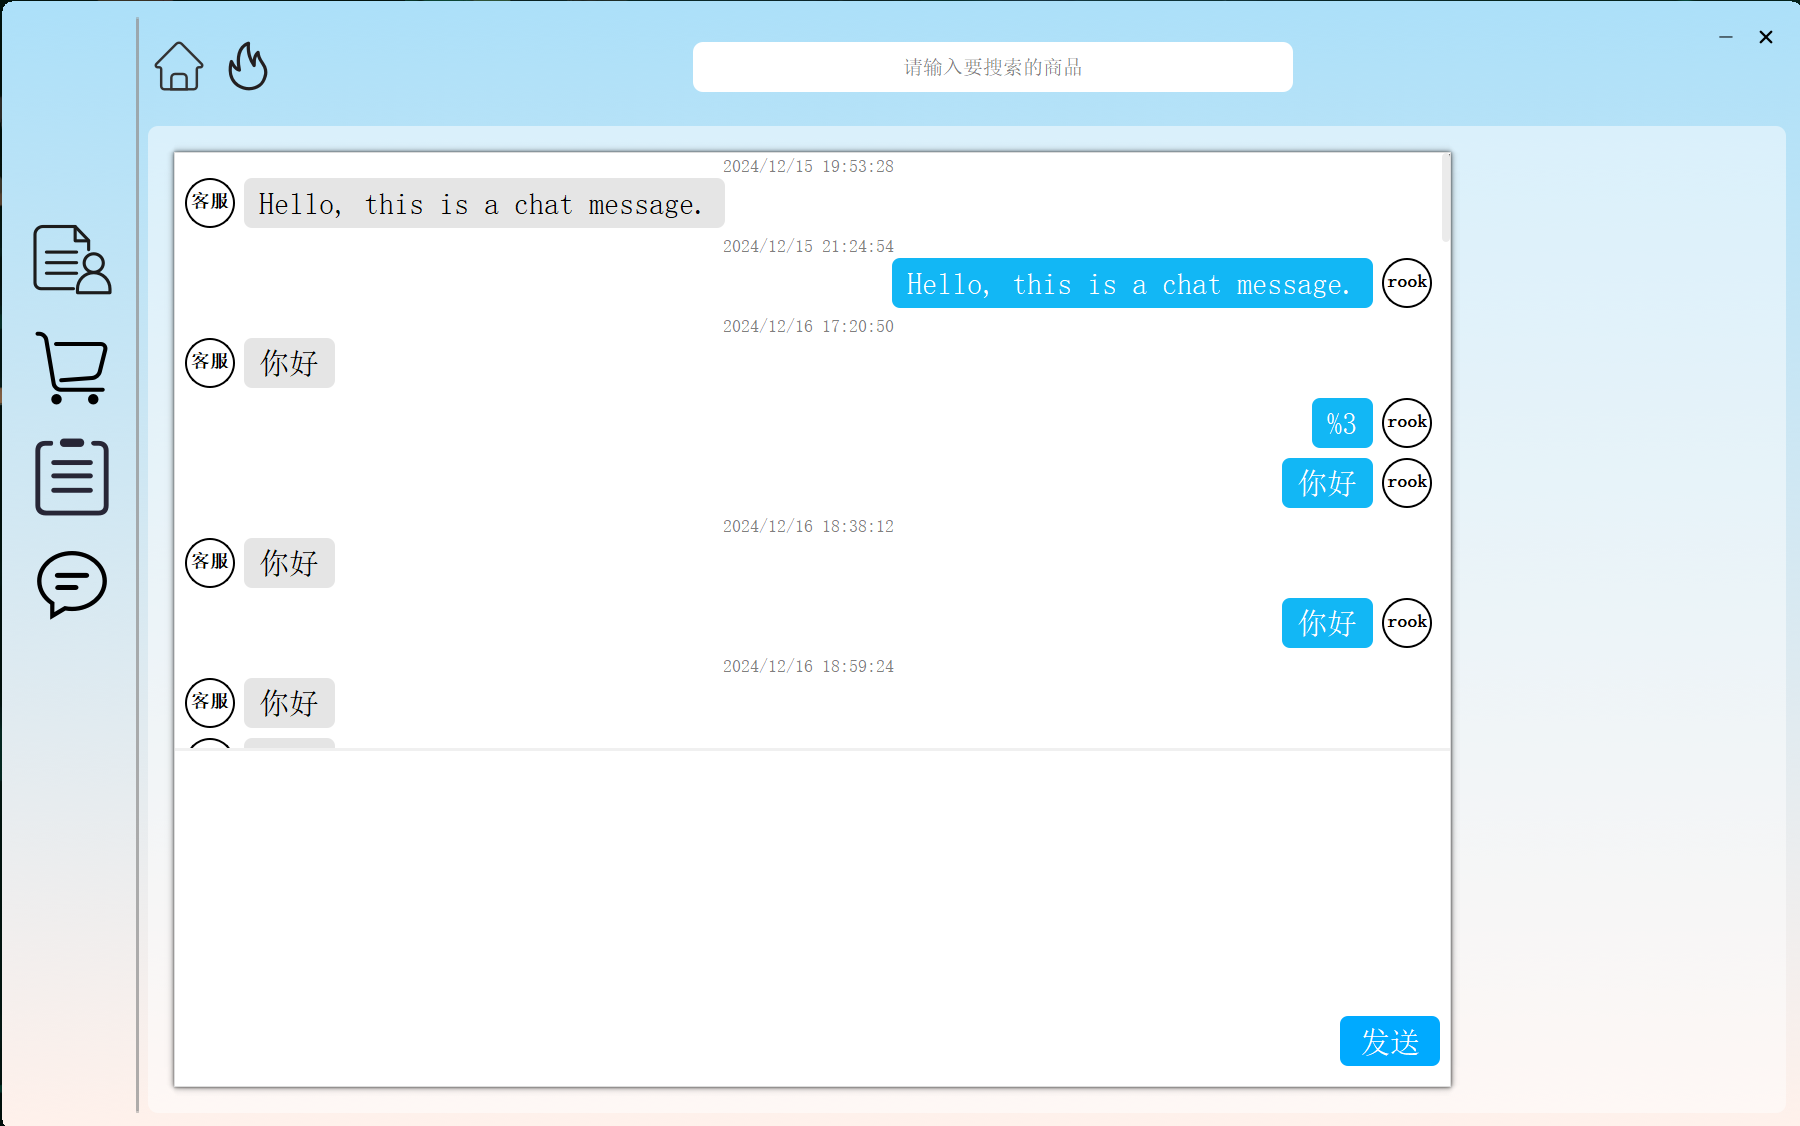 请输入要搜索的商品
2024/12/15 19:53:28
客服
Hello, this is a chat message.
2024/12/15 21:24:54
Hello, this is a chat message.
rook
2024/12/16 17:20:50
客服
你好
%3
rook
你好
rook
2024/12/16 18:38:12
客服
你好
你好
rook
2024/12/16 18:59:24
客服
你好
发送